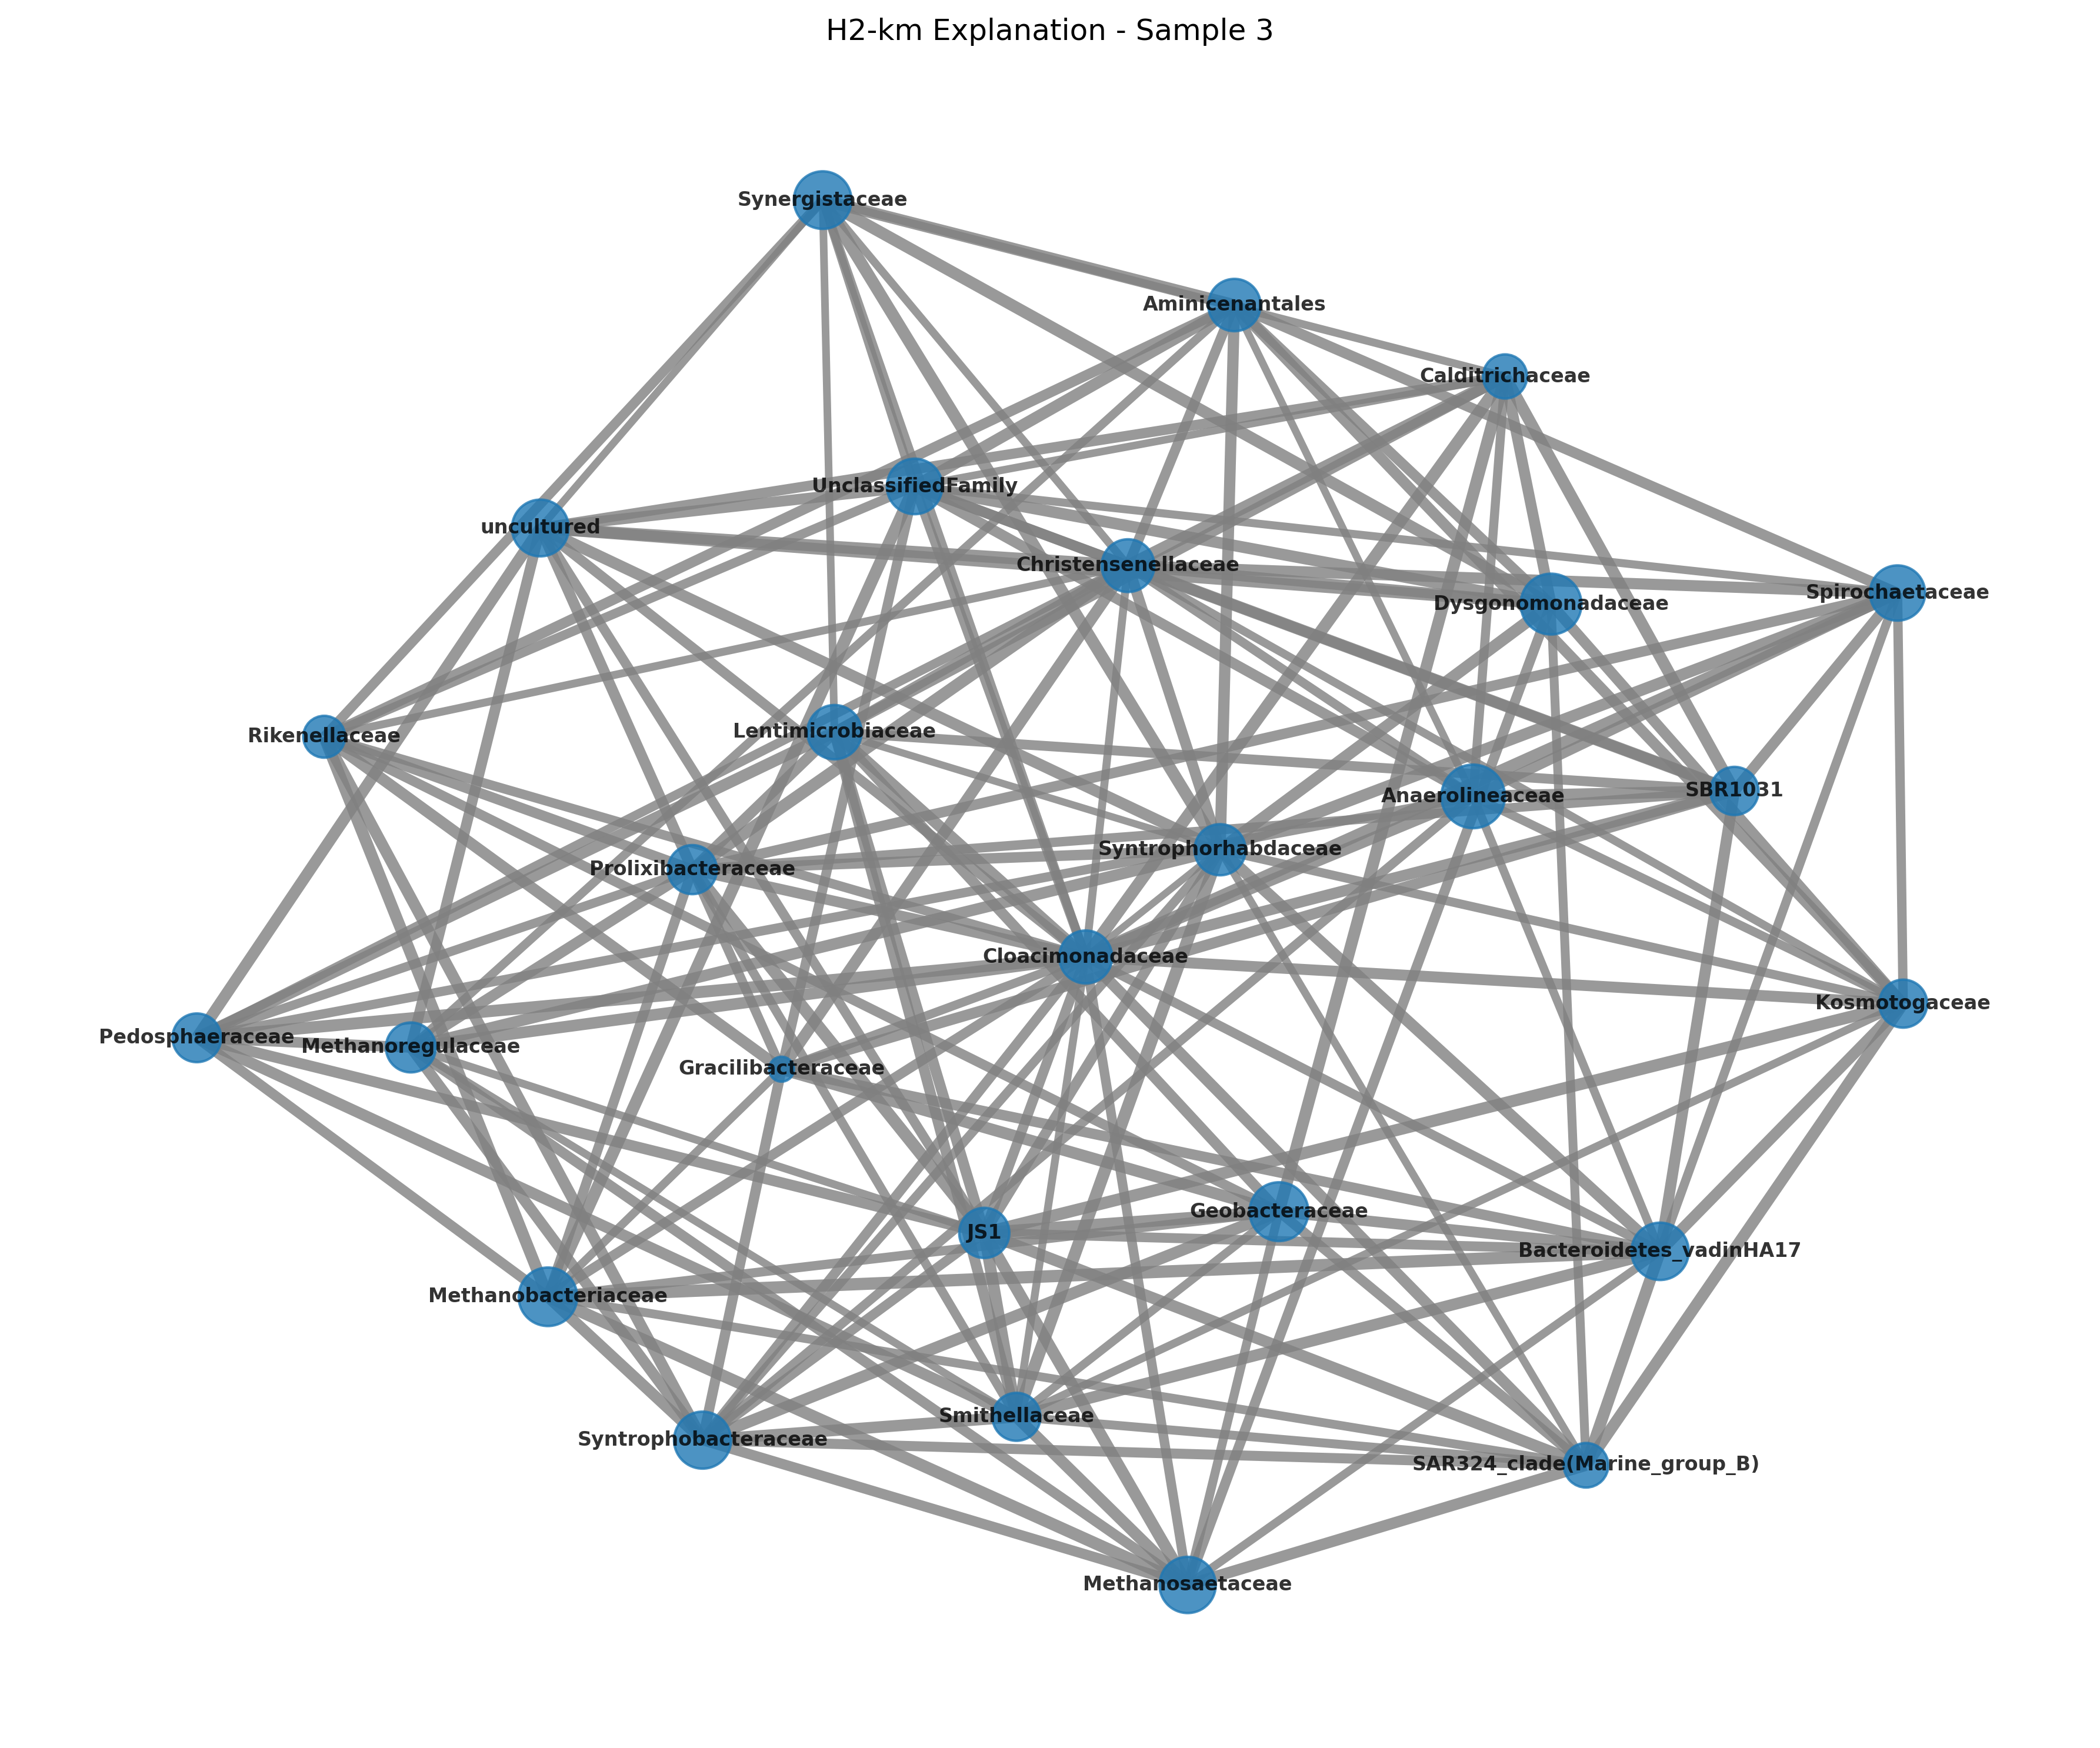 H2-km Explanation - Sample 3
Synergistaceae
Aminicenantales
Calditrichaceae
UnclassifiedFamily
uncultured
Christensenellaceae
Spirochaetaceae
Dysgonomonadaceae
Lentimicrobiaceae
Rikenellaceae
SBR1031
Anaerolineaceae
Syntrophorhabdaceae
Prolixibacteraceae
Cloacimonadaceae
Kosmotogaceae
Pedosphaeraceae
Methanoregulaceae
Gracilibacteraceae
Geobacteraceae
JS1
Bacteroidetes_vadinHA17
Methanobacteriaceae
Smithellaceae
Syntrophobacteraceae
SAR324_clade(Marine_group_B)
Methanosaetaceae